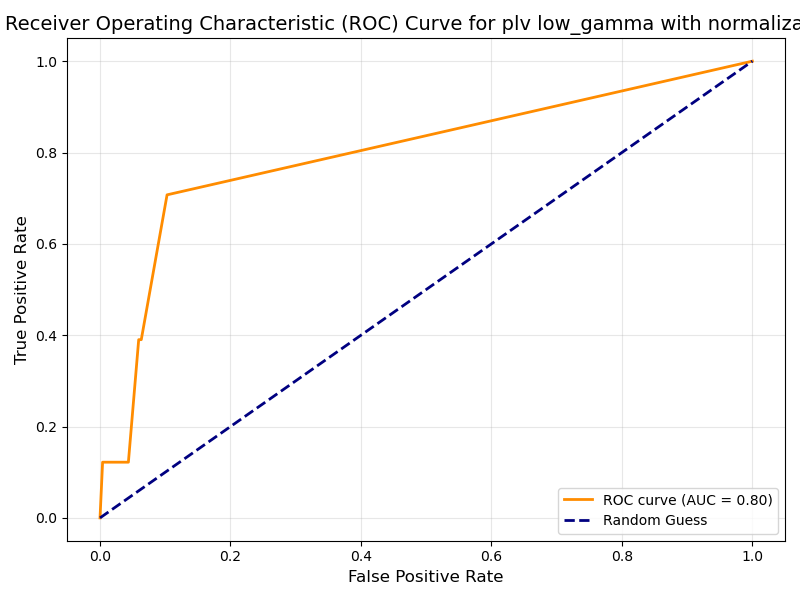 Receiver Operating Characteristic (ROC) Curve for plv low_gamma with normaliza
1.0
0.8
0.6
0.4
0.2
0.0
True Positive Rate
0.0 0.2 0.4 0.6 0.8 1.0
False Positive Rate
ROC curve (AUC = 0.80)
Random Guess